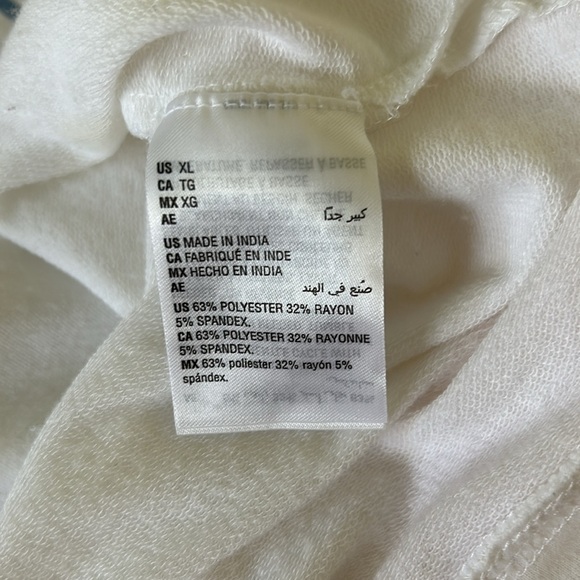 US XL
CA TG
MX XG
AE كبير جدًا
US MADE IN INDIA
CA FABRIQUÉ EN INDE
MX HECHO EN INDIA
AE صُنع في الهند
US 63% POLYESTER 32% RAYON
5% SPANDEX.
CA 63% POLYESTER 32% RAYONNE
5% SPANDEX.
MX 63% poliester 32% rayón 5%
spándex.